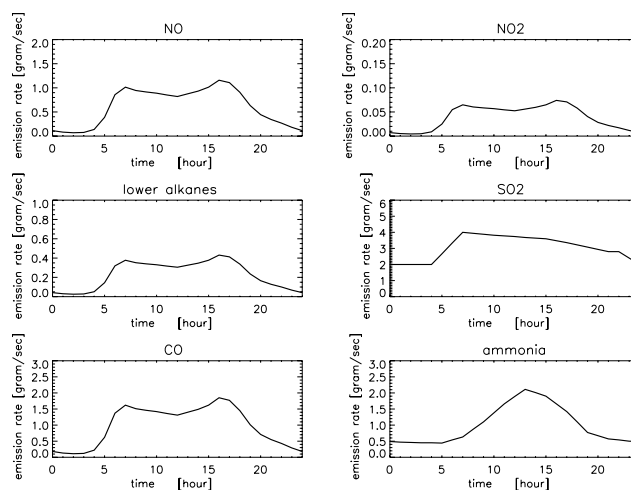 NO
emission rate [gram/sec]
2.0
1.5
1.0
0.5
0.0
0 5 10 15 20
time [hour]
NO2
emission rate [gram/sec]
0.20
0.15
0.10
0.05
0.00
0 5 10 15 20
time [hour]
lower alkanes
emission rate [gram/sec]
1.0
0.8
0.6
0.4
0.2
0.0
0 5 10 15 20
time [hour]
SO2
emission rate [gram/sec]
6
5
4
3
2
1
0
0 5 10 15 20
time [hour]
CO
emission rate [gram/sec]
3.0
2.5
2.0
1.5
1.0
0.5
0.0
0 5 10 15 20
time [hour]
ammonia
emission rate [gram/sec]
3.0
2.5
2.0
1.5
1.0
0.5
0.0
0 5 10 15 20
time [hour]